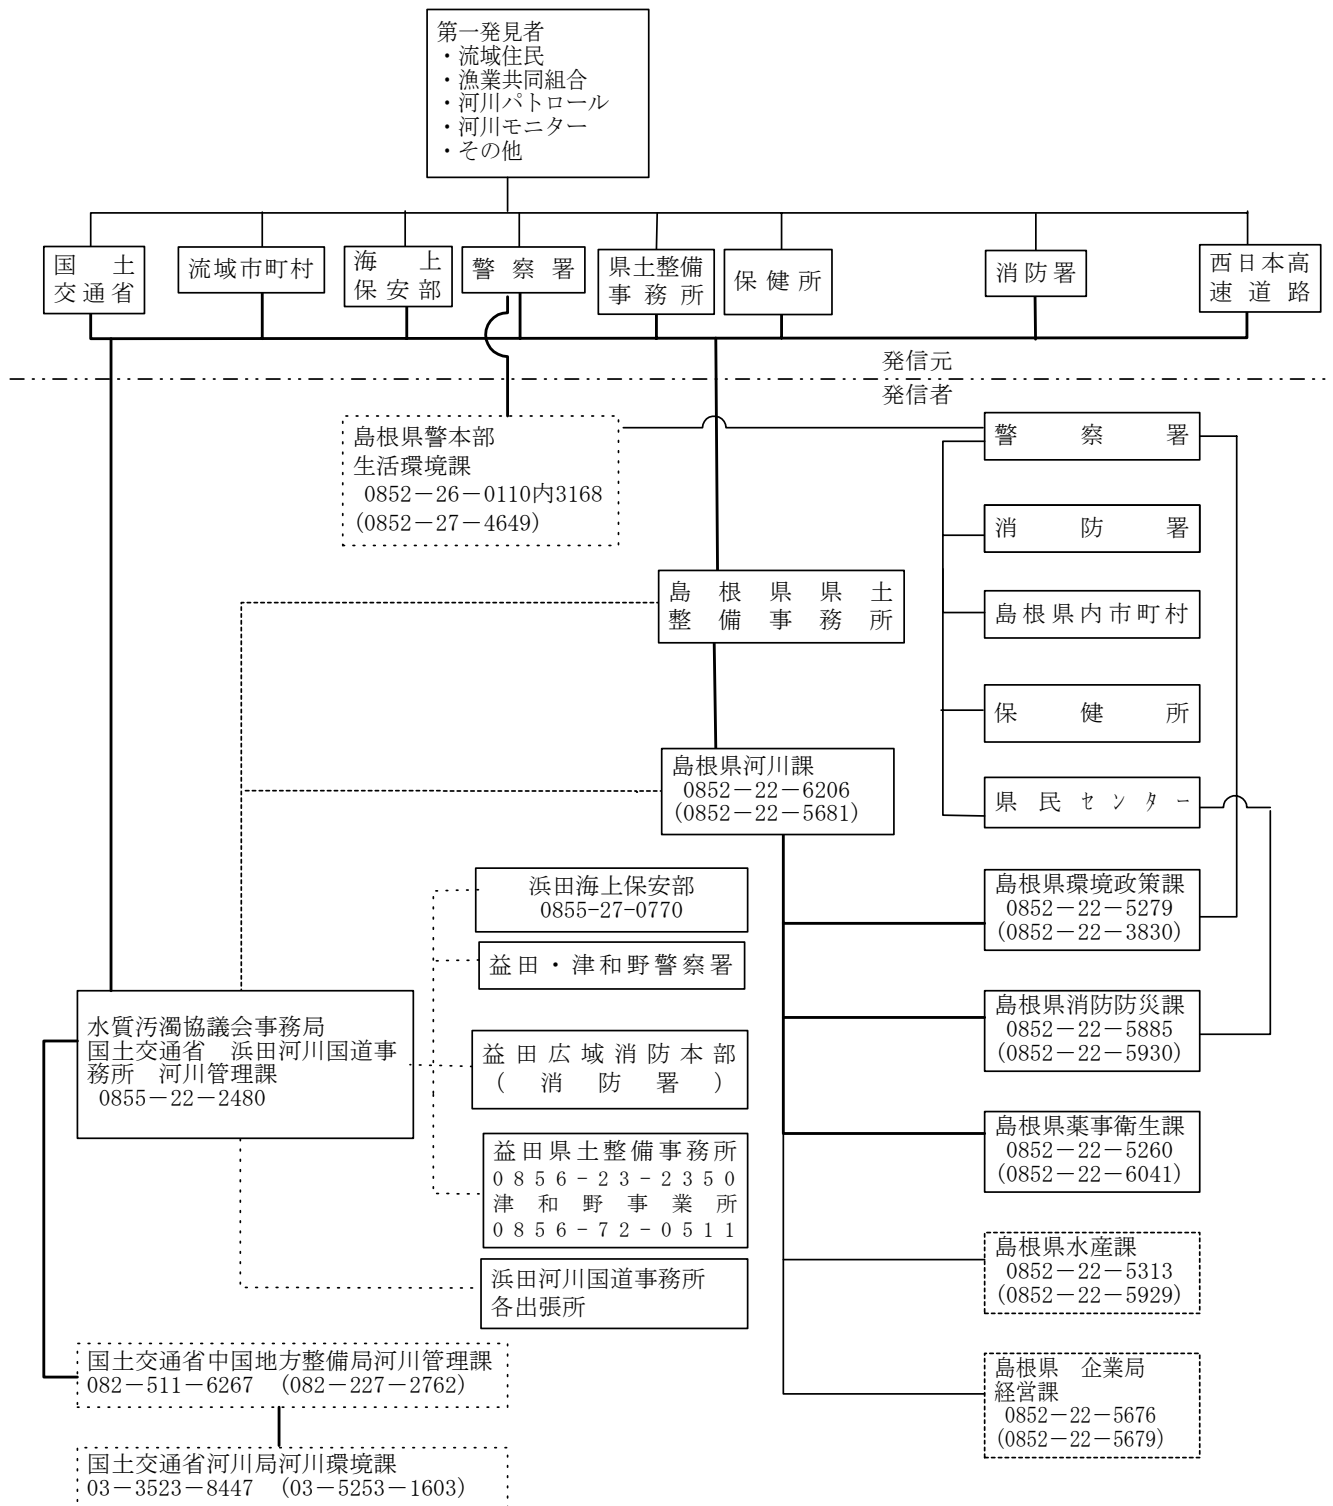 第一発見者
・流域住民
・漁業共同組合
・河川パトロール
・河川モニター
・その他
国土
交通省
流域市町村
海上
保安部
警察署
県土整備
事務所
保健所
消防署
西日本高
速道路
発信元
発信者
島根県警本部
生活環境課
0852－26－0110内3168
(0852－27－4649)
警察署
消防署
島根県内市町村
保健所
県民センター
島根県県土
整備事務所
島根県河川課
0852－22－6206
(0852－22－5681)
島根県環境政策課
0852－22－5279
(0852－22－3830)
島根県消防防災課
0852－22－5885
(0852－22－5930)
島根県薬事衛生課
0852－22－5260
(0852－22－6041)
島根県水産課
0852－22－5313
(0852－22－5929)
島根県　企業局
経営課
0852－22－5676
(0852－22－5679)
浜田海上保安部
0855-27-0770
益田・津和野警察署
益田広域消防本部
(消防署)
益田県土整備事務所
0856-23-2350
津和野事業所
0856-72-0511
浜田河川国道事務所
各出張所
水質汚濁協議会事務局
国土交通省　浜田河川国道事
務所　河川管理課
0855－22－2480
国土交通省中国地方整備局河川管理課
082－511－6267　(082－227－2762)
国土交通省河川局河川環境課
03－3523－8447　(03－5253－1603)